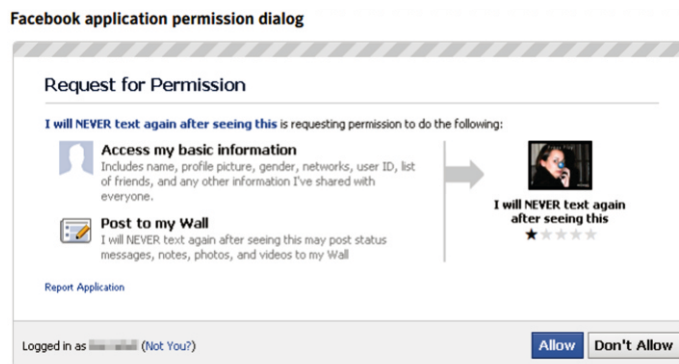 Facebook application permission dialog
Request for Permission
I will NEVER text again after seeing this is requesting permission to do the following:
Access my basic information
Includes name, profile picture, gender, networks, user ID, list
of friends, and any other information I've shared with
everyone.
Post to my Wall
I will NEVER text again after seeing this may post status
messages, notes, photos, and videos to my Wall
I will NEVER text again
after seeing this
Report Application
Logged in as (Not You?)
Allow
Don't Allow